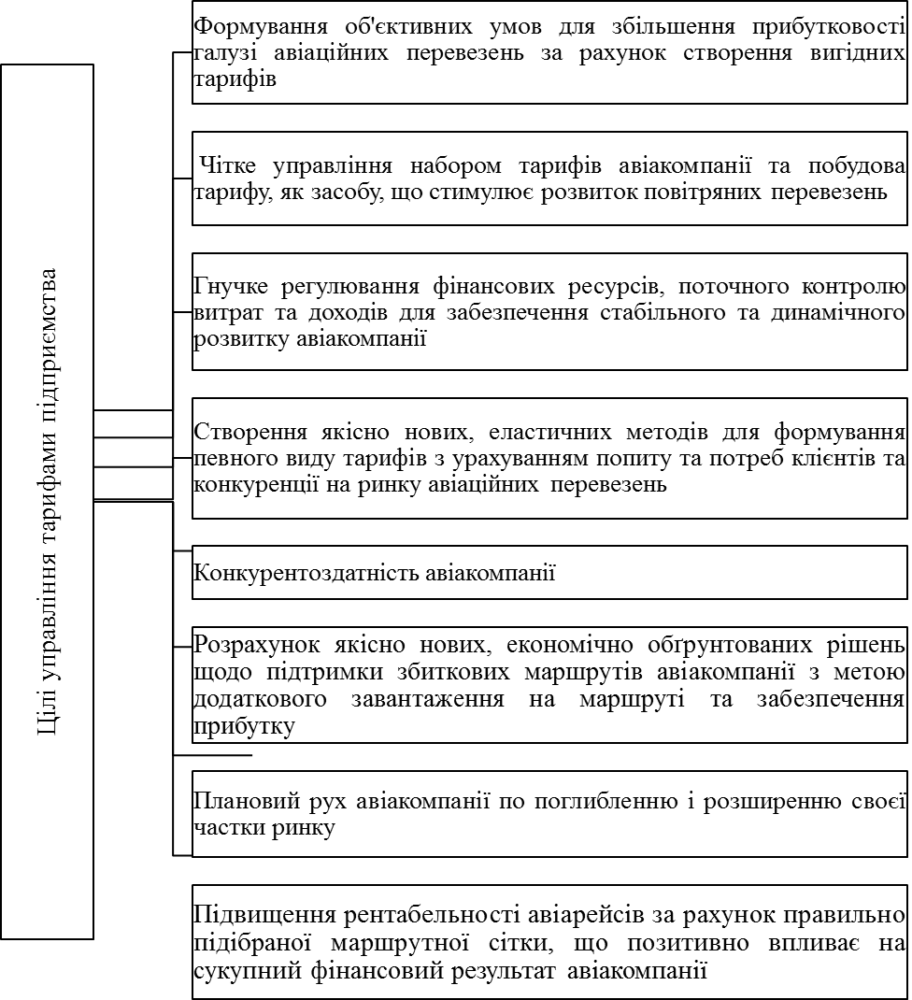 Цілі управління тарифами підприємства
Формування об'єктивних умов для збільшення прибутковості
галузі авіаційних перевезень за рахунок створення вигідних
тарифів
Чітке управління набором тарифів авіакомпанії та побудова
тарифу, як засобу, що стимулює розвиток повітряних перевезень
Гнучке регулювання фінансових ресурсів, поточного контролю
витрат та доходів для забезпечення стабільного та динамічного
розвитку авіакомпанії
Створення якісно нових, еластичних методів для формування
певного виду тарифів з урахуванням попиту та потреб клієнтів та
конкуренції на ринку авіаційних перевезень
Конкурентоздатність авіакомпанії
Розрахунок якісно нових, економічно обґрунтованих рішень
щодо підтримки збиткових маршрутів авіакомпанії з метою
додаткового завантаження на маршруті та забезпечення
прибутку
Плановий рух авіакомпанії по поглибленню і розширенню своєї
частки ринку
Підвищення рентабельності авіарейсів за рахунок правильно
підібраної маршрутної сітки, що позитивно впливає на
сукупний фінансовий результат авіакомпанії